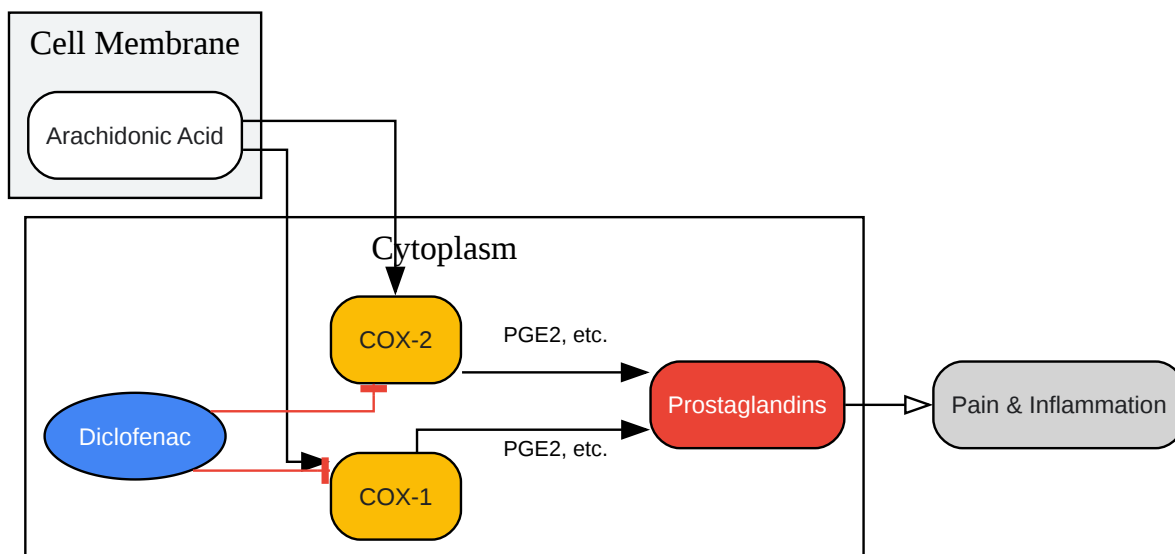 Cell Membrane
Arachidonic Acid
Cytoplasm
COX-2
PGE2, etc.
Prostaglandins
Pain & Inflammation
Diclofenac
PGE2, etc.
COX-1